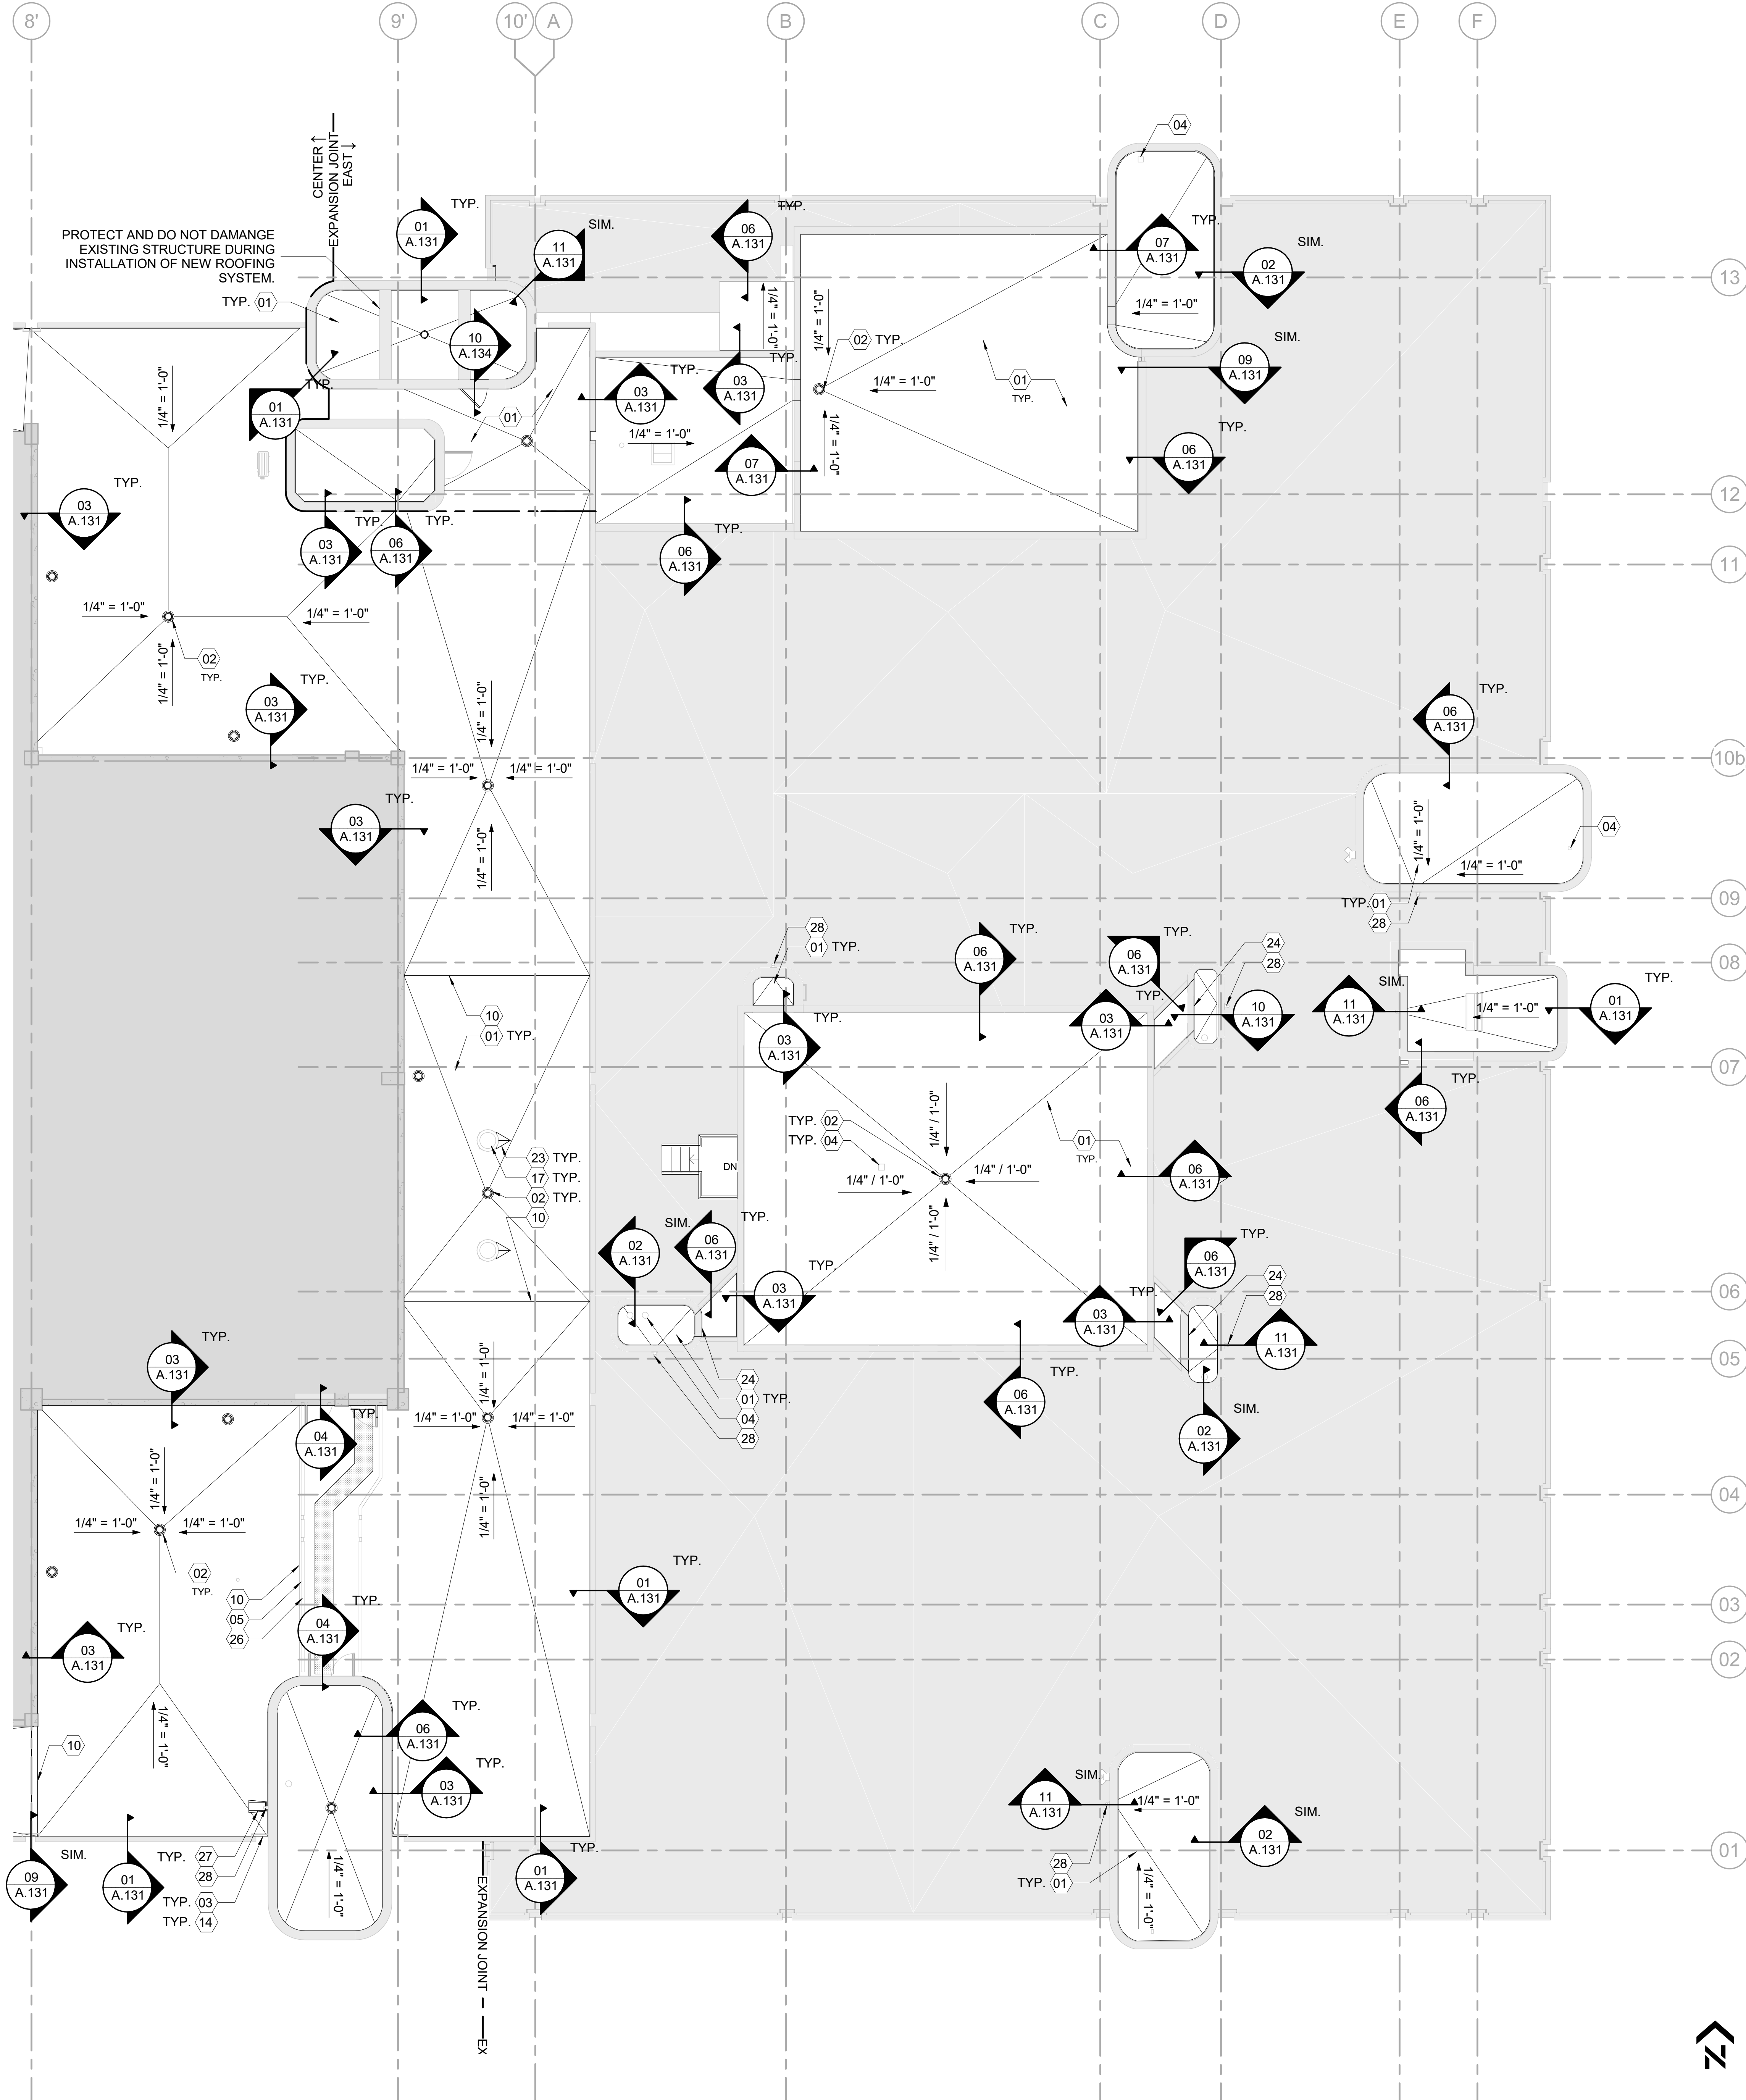 8'
9'
10'
A
B
C
D
E
F
CENTER
EXPANSION JOINT
EAST
PROTECT AND DO NOT DAMANGE
EXISTING STRUCTURE DURING
INSTALLATION OF NEW ROOFING
SYSTEM.
TYP. 01
01
A.131
TYP.
11
A.131
SIM.
06
A.131
TYP.
04
07
A.131
TYP.
02
A.131
SIM.
13
1/4" = 1'-0"
1/4" = 1'-0"
1/4" = 1'-0"
10
A.134
02 TYP.
09
A.131
SIM.
1/4" = 1'-0"
01
A.131
TYP.
01
03
A.131
TYP.
03
A.131
TYP.
1/4" = 1'-0"
01
TYP.
1/4" = 1'-0"
1/4" = 1'-0"
07
A.131
06
A.131
TYP.
12
03
A.131
TYP.
03
A.131
TYP.
06
A.131
TYP.
06
A.131
TYP.
11
1/4" = 1'-0"
1/4" = 1'-0"
1/4" = 1'-0"
02
TYP.
03
A.131
TYP.
1/4" = 1'-0"
06
A.131
TYP.
10b
1/4" = 1'-0"
1/4" = 1'-0"
03
A.131
TYP.
1/4" = 1'-0"
1/4" = 1'-0"
1/4" = 1'-0"
04
TYP. 01
28
09
28
01 TYP.
06
A.131
TYP.
06
A.131
TYP.
24
28
08
10
01 TYP.
03
A.131
TYP.
03
A.131
TYP.
10
A.131
11
A.131
SIM.
1/4" = 1'-0"
01
A.131
TYP.
07
06
A.131
TYP.
TYP. 02
TYP. 04
1/4" / 1'-0"
1/4" / 1'-0"
1/4" / 1'-0"
1/4" / 1'-0"
01
TYP.
DN
23 TYP.
17 TYP.
02 TYP.
10
06
A.131
02
A.131
SIM.
06
A.131
TYP.
06
A.131
TYP.
24
28
03
A.131
TYP.
03
A.131
TYP.
06
11
A.131
05
03
A.131
TYP.
1/4" = 1'-0"
1/4" = 1'-0"
1/4" = 1'-0"
1/4" = 1'-0"
24
01 TYP.
04
28
06
A.131
TYP.
02
A.131
SIM.
04
A.131
TYP.
1/4" = 1'-0"
1/4" = 1'-0"
1/4" = 1'-0"
04
02
TYP.
10
05
26
01
A.131
TYP.
03
04
A.131
TYP.
03
A.131
TYP.
02
1/4" = 1'-0"
10
06
A.131
TYP.
03
A.131
TYP.
11
A.131
SIM.
1/4" = 1'-0"
02
A.131
SIM.
01
09
A.131
SIM.
01
A.131
TYP.
27
28
TYP. 03
TYP. 14
1/4" = 1'-0"
01
A.131
TYP.
28
TYP. 01
1/4" = 1'-0"
EXPANSION JOINT
EX
Z